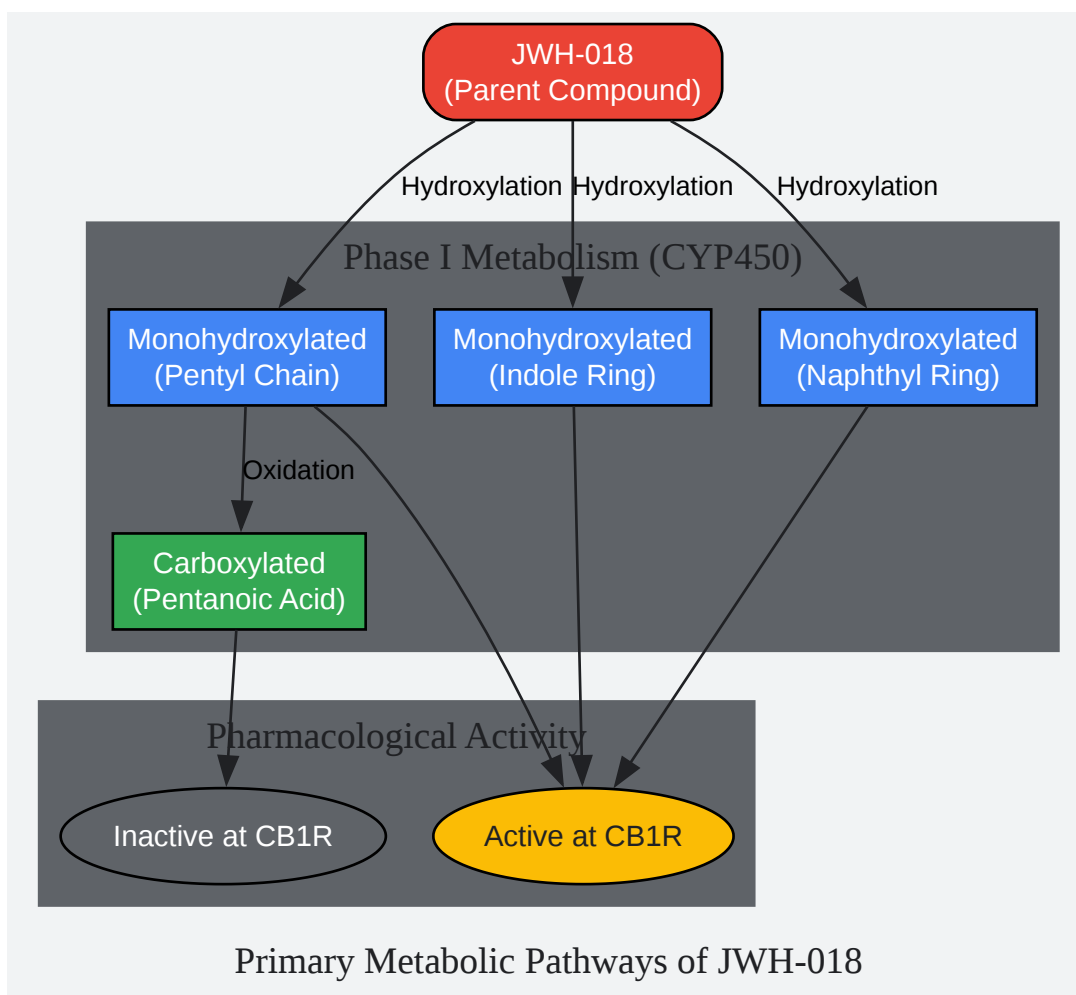 JWH-018
(Parent Compound)
Hydroxylation
Hydroxylation
Hydroxylation
Phase I Metabolism (CYP450)
Monohydroxylated
(Pentyl Chain)
Monohydroxylated
(Indole Ring)
Monohydroxylated
(Naphthyl Ring)
Oxidation
Carboxylated
(Pentanoic Acid)
Pharmacological Activity
Inactive at CB1R
Active at CB1R
Primary Metabolic Pathways of JWH-018